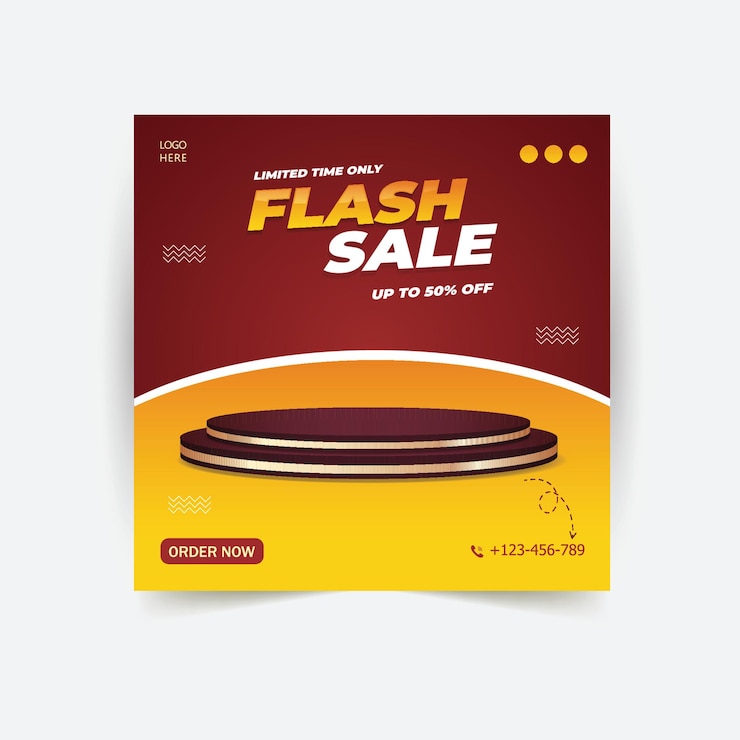 LOGO
HERE
LIMITED TIME ONLY
FLASH
SALE
UP TO 50% OFF
ORDER NOW
+123-456-789